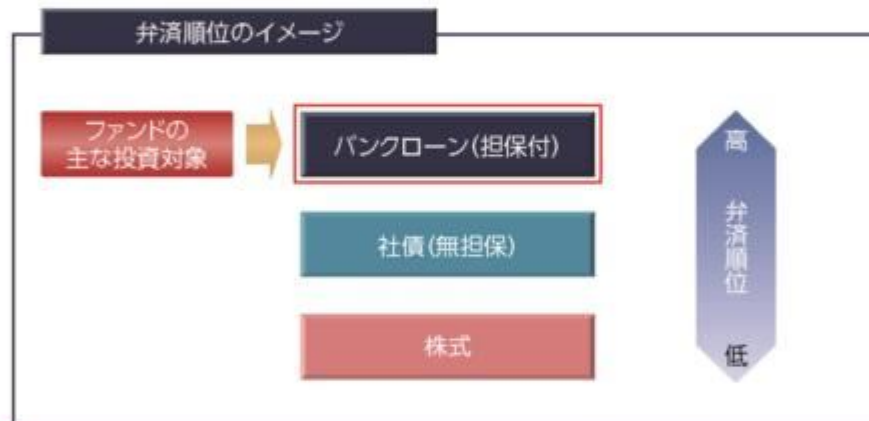 弁済順位のイメージ
ファンドの
主な投資対象
バンクローン(担保付)
社債(無担保)
株式
高
弁済順位
低